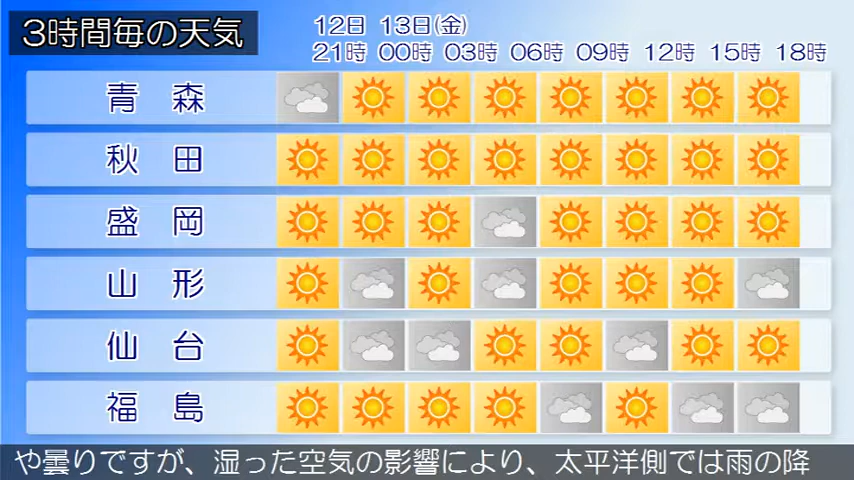 3時間毎の天気
12日 13日(金)
21時 00時 03時 06時 09時 12時 15時 18時
青 森
秋 田
盛 岡
山 形
仙 台
福 島
や曇りですが、湿った空気の影響により、太平洋側では雨の降